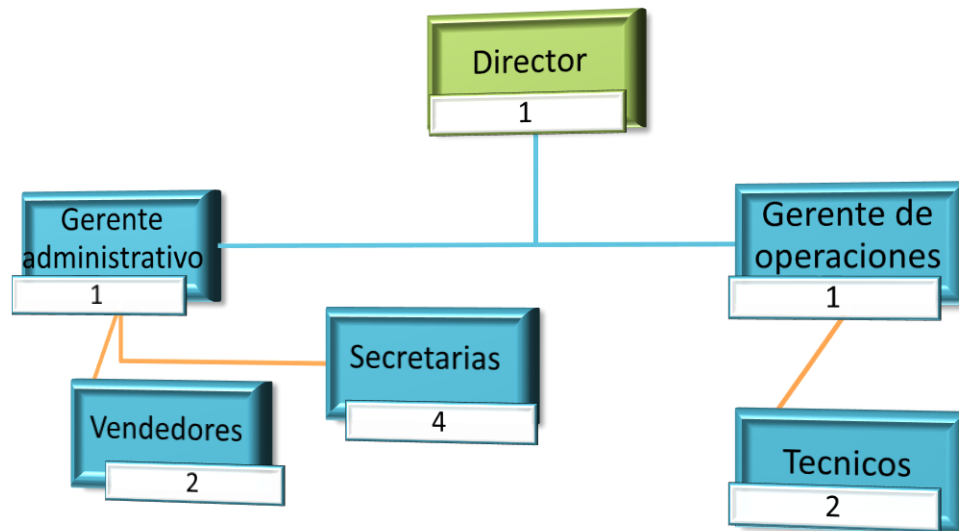 Director
1
Gerente
administrativo
1
Gerente de
operaciones
1
Secretarias
4
Vendedores
2
Tecnicos
2